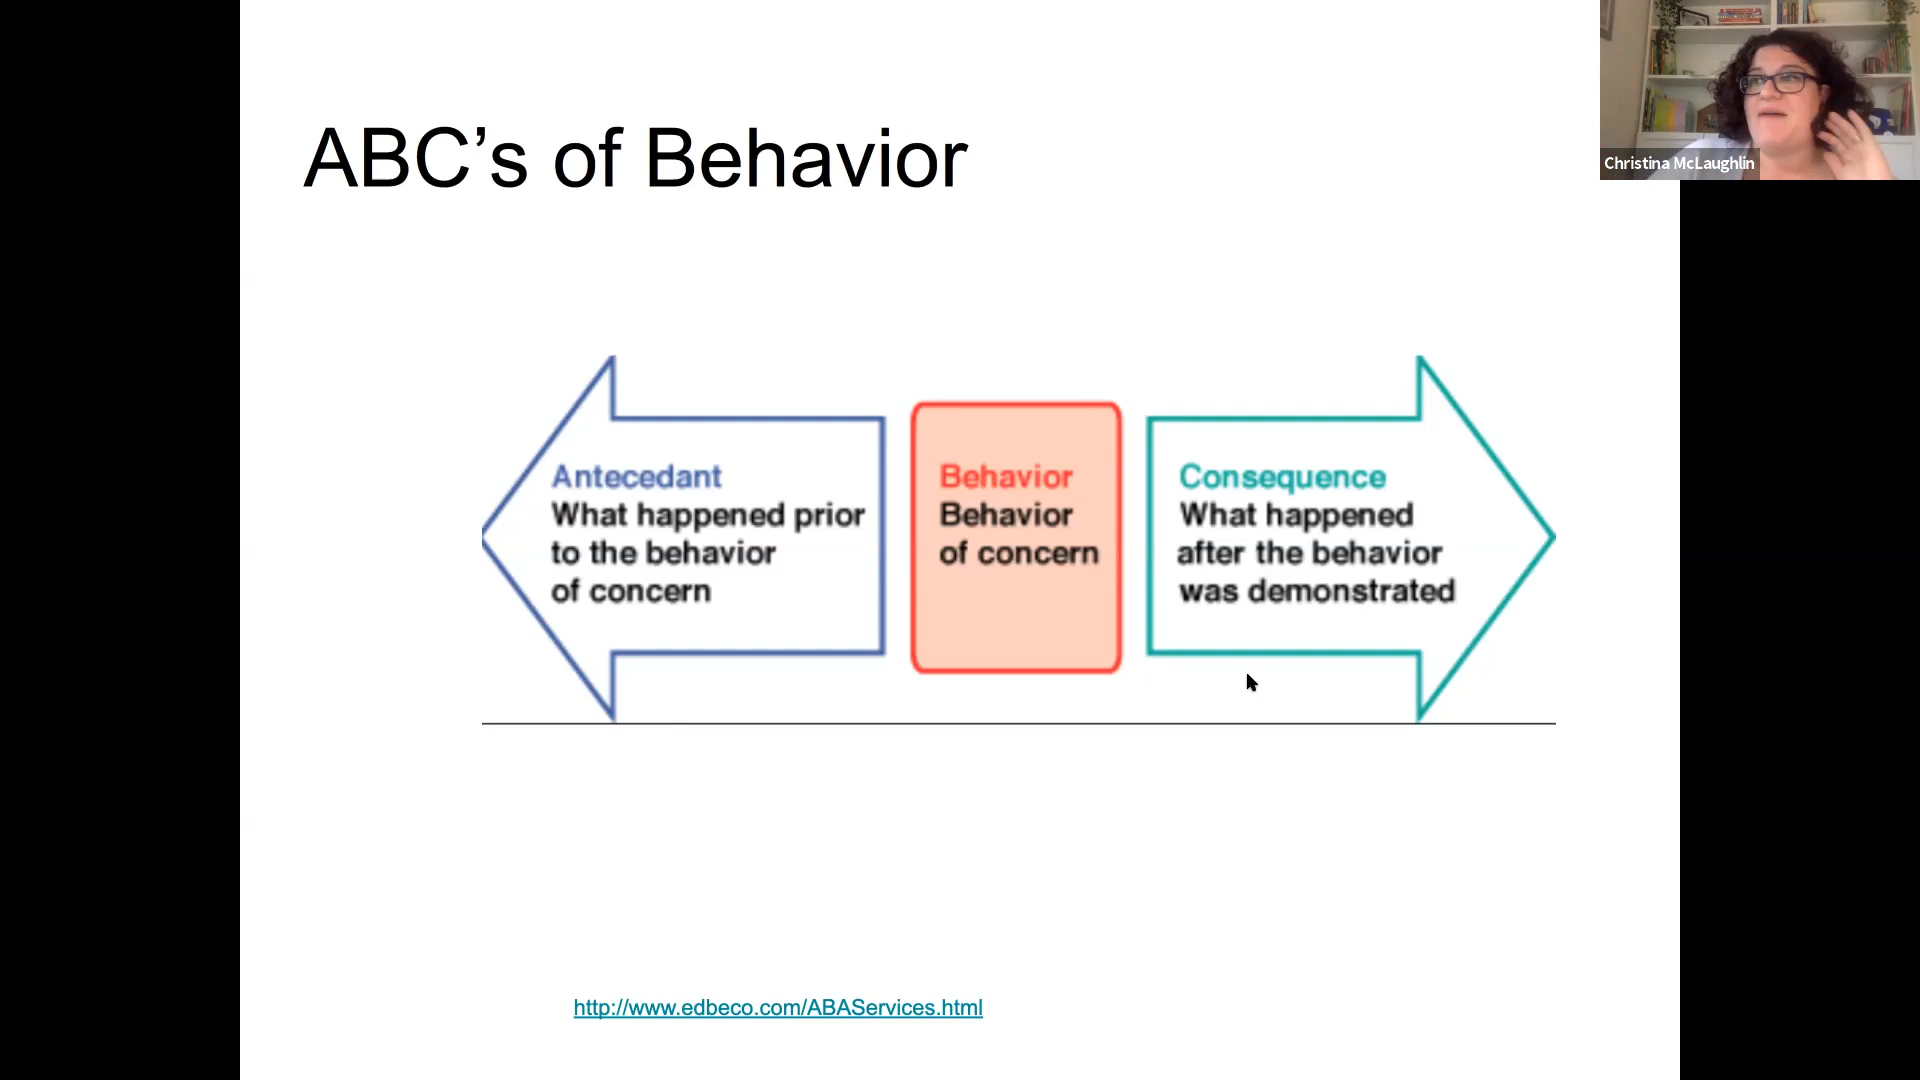 ABC’s of Behavior
Christina McLaughlin
Antecedant
What happened prior
to the behavior
of concern
Behavior
Behavior
of concern
Consequence
What happened
after the behavior
was demonstrated
http://www.edbeco.com/ABAServices.html